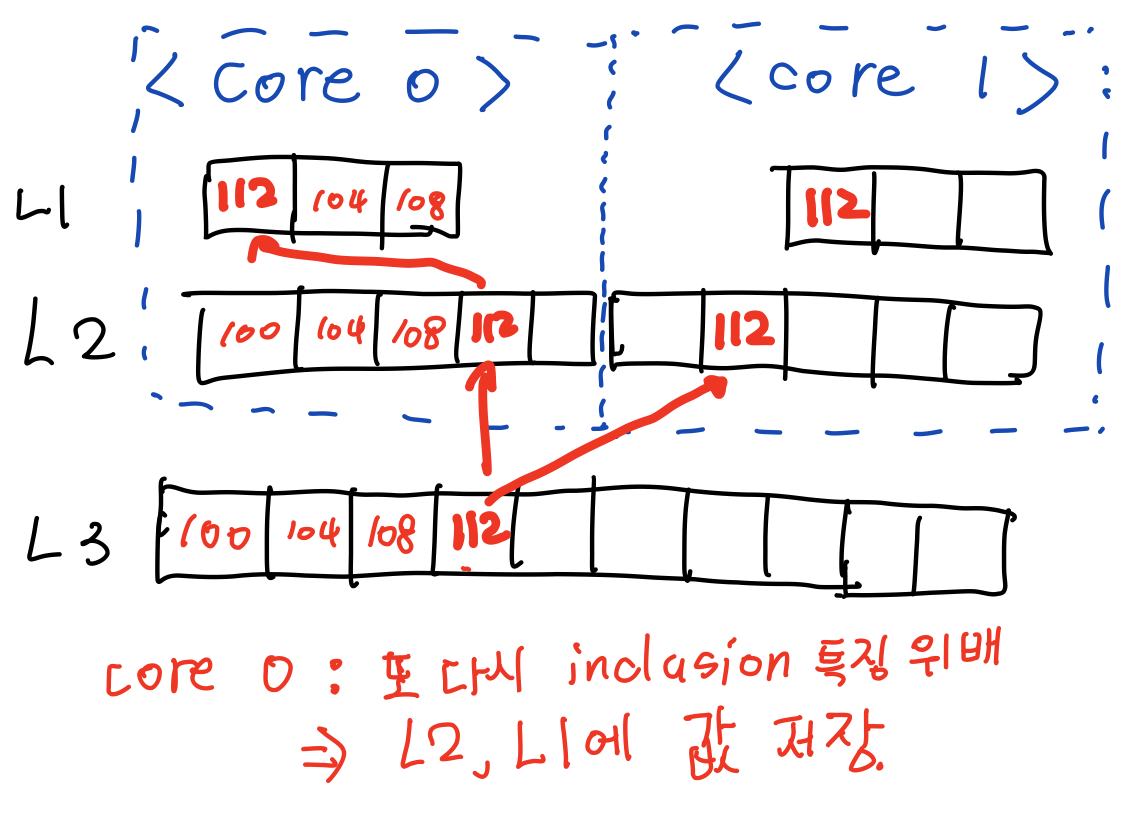 <core 0> <core 1>
L1 112 104 108 112
L2 100 104 108 112 112
L3 100 104 108 112
core 0 : 또 다시 inclasion 특징 위배
⇒ L2, L1에 값 저장.